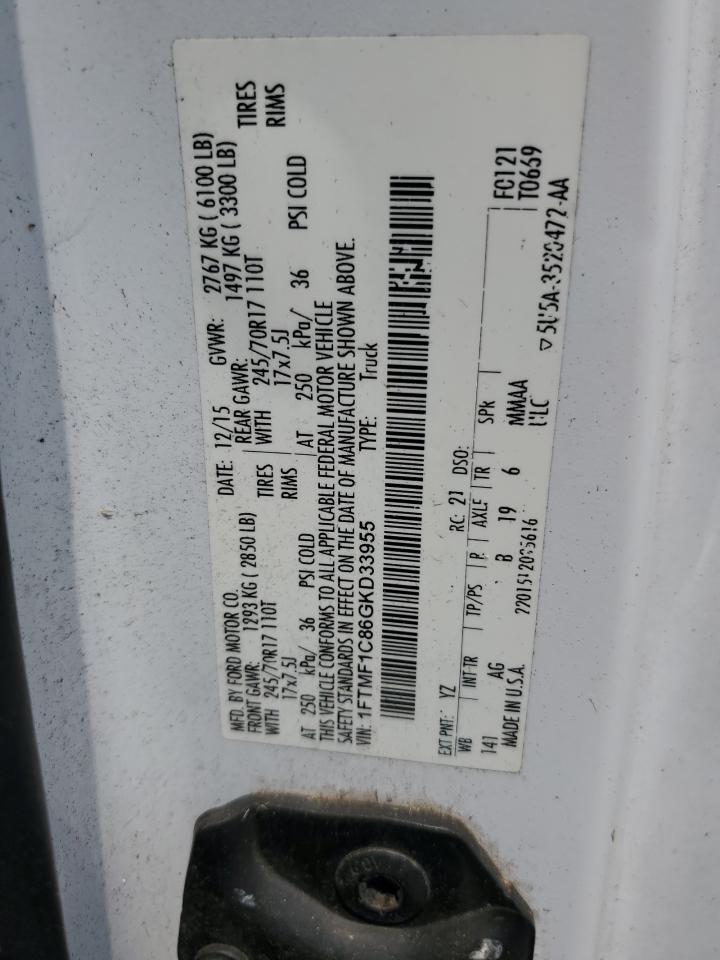 MFD. BY FORD MOTOR CO.
DATE: 12/15 GVWR: 2767 KG ( 6100 LB)
FRONT GAWR: 1293 KG ( 2850 LB)
REAR GAWR: 1497 KG ( 3300 LB)
WITH 245/70R17 110T TIRES
WITH 245/70R17 110T TIRES
17x7.5J RIMS
17x7.5J RIMS
AT 250 kPa/ 36 PSI COLD
AT 250 kPa/ 36 PSI COLD
THIS VEHICLE CONFORMS TO ALL APPLICABLE FEDERAL MOTOR VEHICLE
SAFETY STANDARDS IN EFFECT ON THE DATE OF MANUFACTURE SHOWN ABOVE.
VIN: 1FTMF1C86GKD33955 TYPE: Truck
EXT PNT: YZ RC: 21 DSO:
WB INT TR TP/PS R AXLE TR SPR
141 AG B 19 6 MMAA
MADE IN U.S.A.
FC121
T0659